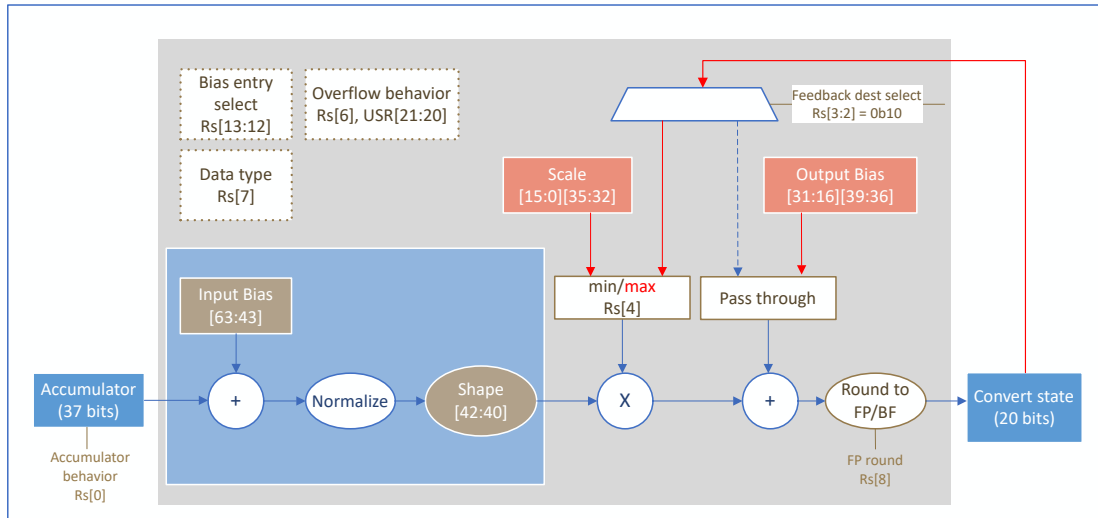 Bias entry
select
Rs[13:12]
Overflow behavior
Rs[6], USR[21:20]
Feedback dest select
Rs[3:2] = 0b10
Data type
Rs[7]
Scale
[15:0][35:32]
Output Bias
[31:16][39:36]
Input Bias
[63:43]
min/max
Rs[4]
Pass through
Accumulator
(37 bits)
+
Normalize
Shape
[42:40]
X
+
Round to
FP/BF
Convert state
(20 bits)
Accumulator
behavior
Rs[0]
FP round
Rs[8]